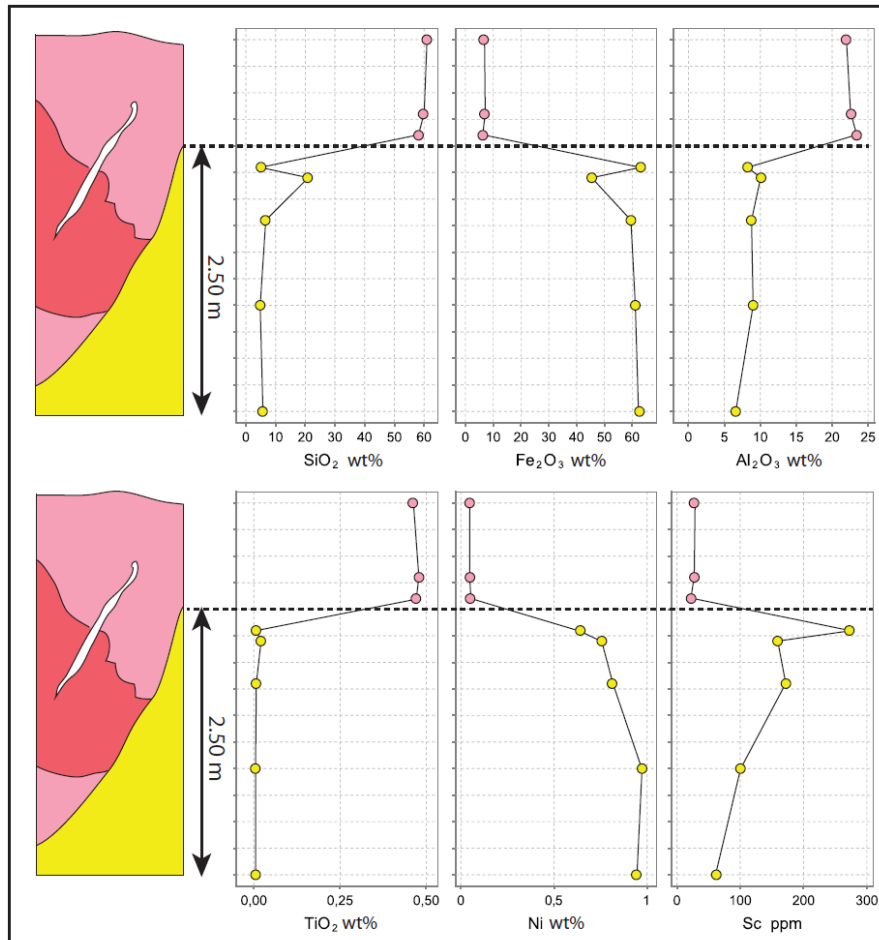 2.50 m
0 10 20 30 40 50 60
SiO₂ wt%
0 10 20 30 40 50 60
Fe₂O₃ wt%
0 5 10 15 20 25
Al₂O₃ wt%
2.50 m
0,00 0,25 0,50
TiO₂ wt%
0 0,5 1
Ni wt%
0 100 200 300
Sc ppm